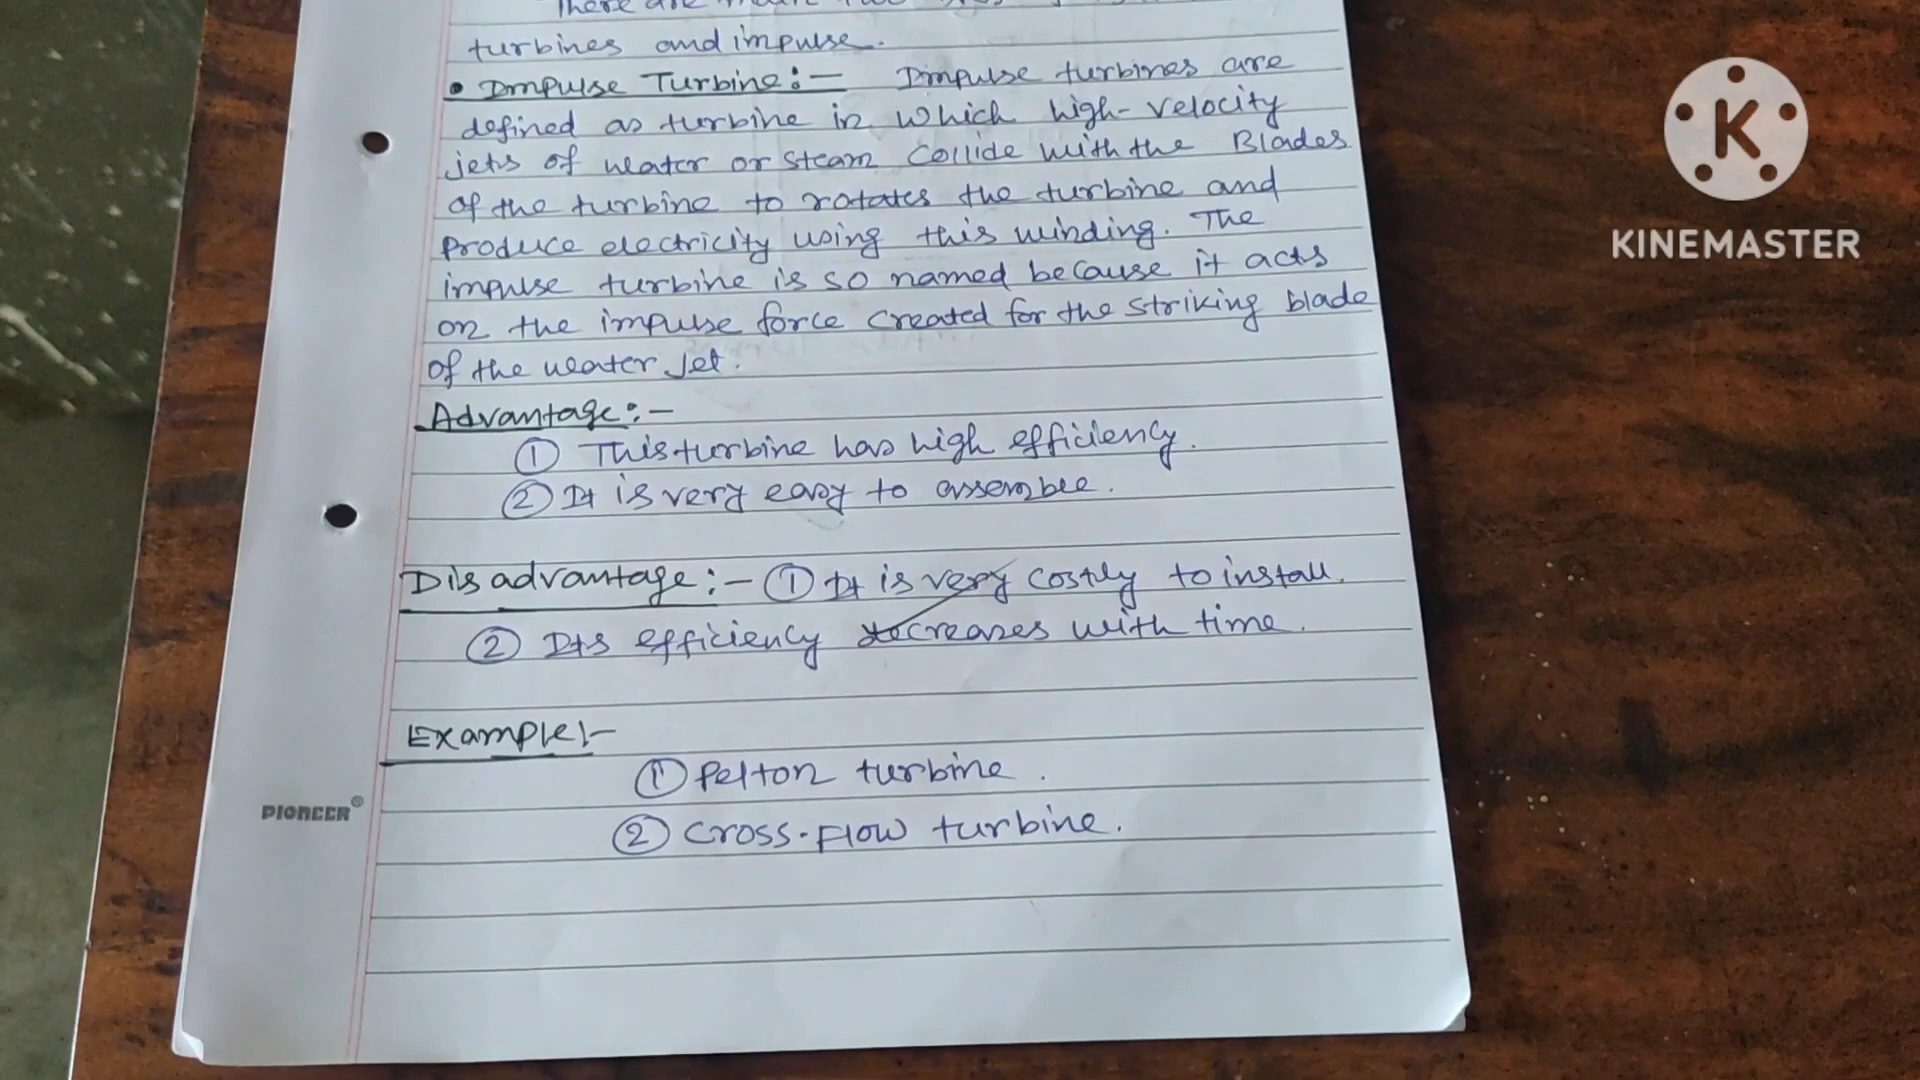 There are main two
turbines and impulse.
• Impulse Turbine:- Impulse turbines are
defined as turbine in which high-velocity
jets of water or steam collide with the Blades
of the turbine to rotates the turbine and
produce electricity using this winding. The
impulse turbine is so named because it acts
on the impulse force created for the striking blade
of the water jet.
Advantage:-
① This turbine has high efficiency.
② It is very easy to assemble.
Disadvantage:- ① It is very costly to install.
② Its efficiency decreases with time.
Example:-
① Pelton turbine.
② Cross-Flow turbine.
PIONEER®
K
KINEMASTER